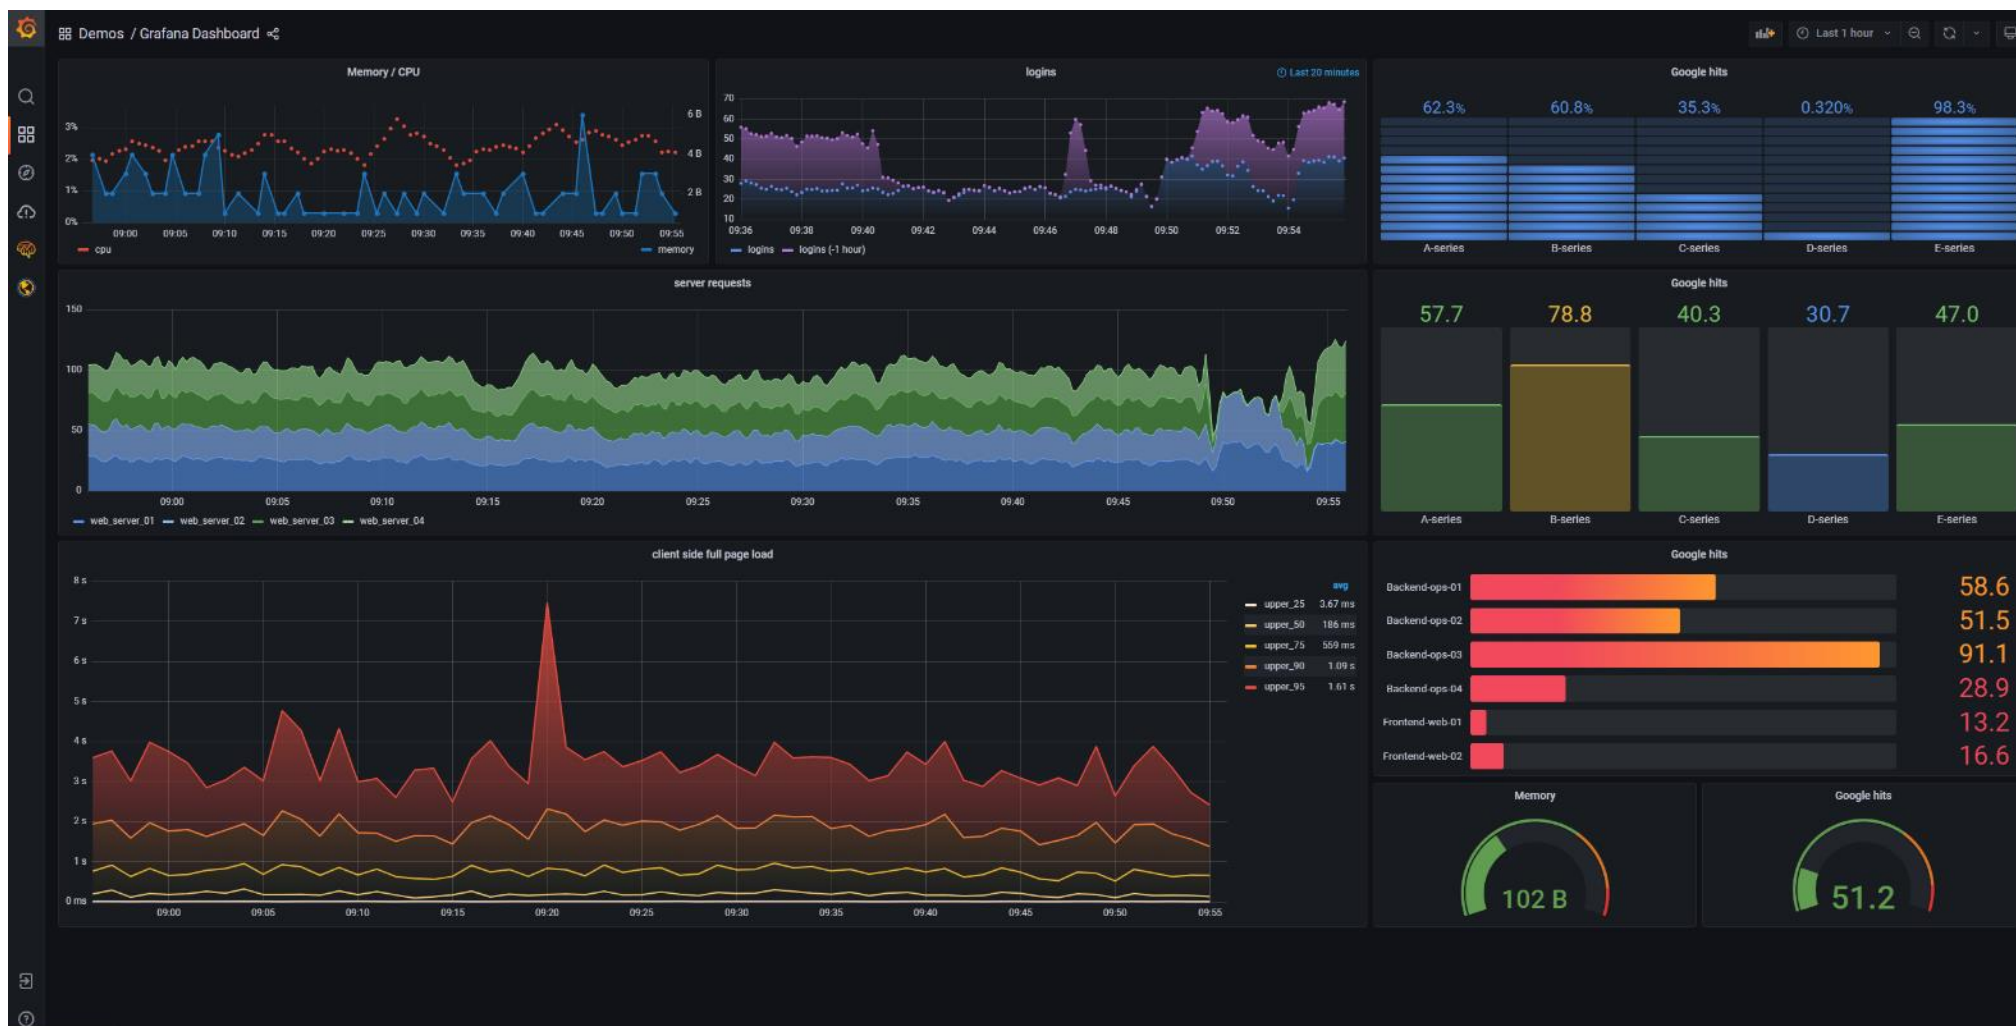 Demos / Grafana Dashboard
Last 1 hour
Memory / CPU
3%
2%
1%
0%
6 B
4 B
2 B
09:00 09:05 09:10 09:15 09:20 09:25 09:30 09:35 09:40 09:45 09:50 09:55
cpu
memory
logins
Last 20 minutes
70
60
50
40
30
20
10
09:36 09:38 09:40 09:42 09:44 09:46 09:48 09:50 09:52 09:54
logins logins (-1 hour)
Google hits
62.3% 60.8% 35.3% 0.320% 98.3%
A-series B-series C-series D-series E-series
server requests
150
100
50
0
09:00 09:05 09:10 09:15 09:20 09:25 09:30 09:35 09:40 09:45 09:50 09:55
web_server_01 web_server_02 web_server_03 web_server_04
Google hits
57.7 78.8 40.3 30.7 47.0
A-series B-series C-series D-series E-series
client side full page load
8 s
7 s
6 s
5 s
4 s
3 s
2 s
1 s
0 ms
09:00 09:05 09:10 09:15 09:20 09:25 09:30 09:35 09:40 09:45 09:50 09:55
avg
upper_25 3.67 ms
upper_50 186 ms
upper_75 559 ms
upper_90 1.09 s
upper_95 1.61 s
Google hits
Backend-ops-01 58.6
Backend-ops-02 51.5
Backend-ops-03 91.1
Backend-ops-04 28.9
Frontend-web-01 13.2
Frontend-web-02 16.6
Memory
102 B
Google hits
51.2